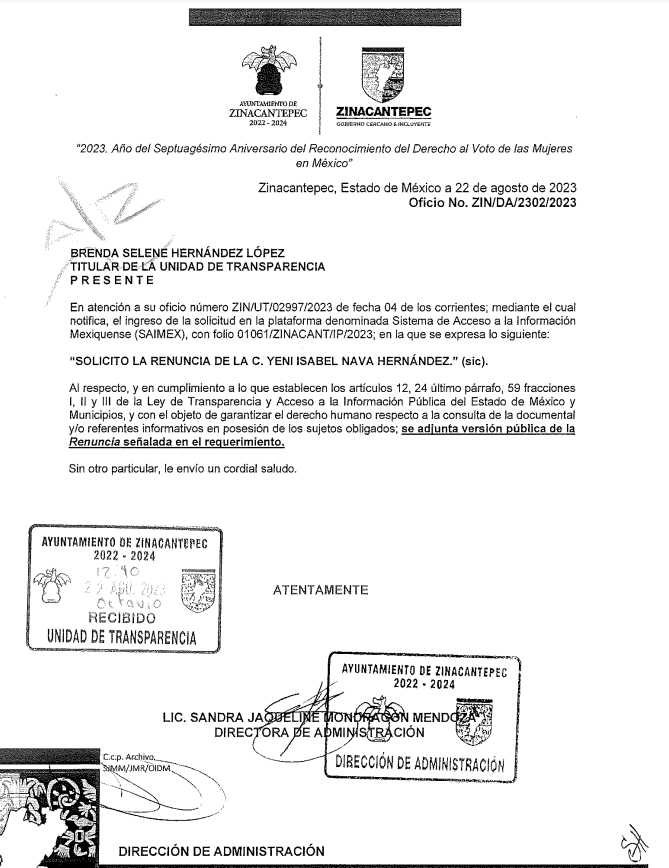 AYUNTAMIENTO DE
ZINACANTEPEC
2022 - 2024
ZINACANTEPEC
GOBIERNO CERCANO E INCLUYENTE
"2023. Año del Septuagésimo Aniversario del Reconocimiento del Derecho al Voto de las Mujeres
en México"
Zinacantepec, Estado de México a 22 de agosto de 2023
Oficio No. ZIN/DA/2302/2023
BRENDA SELENE HERNÁNDEZ LÓPEZ
TITULAR DE LA UNIDAD DE TRANSPARENCIA
P R E S E N T E
En atención a su oficio número ZIN/UT/02997/2023 de fecha 04 de los corrientes; mediante el cual
notifica, el ingreso de la solicitud en la plataforma denominada Sistema de Acceso a la Información
Mexiquense (SAIMEX), con folio 01061/ZINACANT/IP/2023; en la que se expresa lo siguiente:
"SOLICITO LA RENUNCIA DE LA C. YENI ISABEL NAVA HERNÁNDEZ." (sic).
Al respecto, y en cumplimiento a lo que establecen los artículos 12, 24 último párrafo, 59 fracciones
I, II y III de la Ley de Transparencia y Acceso a la Información Pública del Estado de México y
Municipios, y con el objeto de garantizar el derecho humano respecto a la consulta de la documental
y/o referentes informativos en posesión de los sujetos obligados; se adjunta versión pública de la
Renuncia señalada en el requerimiento.
Sin otro particular, le envío un cordial saludo.
AYUNTAMIENTO DE ZINACANTEPEC
2022 - 2024
12:40
22 AGO. 2023
Octavio
RECIBIDO
UNIDAD DE TRANSPARENCIA
ATENTAMENTE
AYUNTAMIENTO DE ZINACANTEPEC
2022 - 2024
LIC. SANDRA JAQUELINE MONDRAGÓN MENDOZA
DIRECTORA DE ADMINISTRACIÓN
DIRECCIÓN DE ADMINISTRACIÓN
C.c.p. Archivo
SJMM/JMR/OIDM
DIRECCIÓN DE ADMINISTRACIÓN